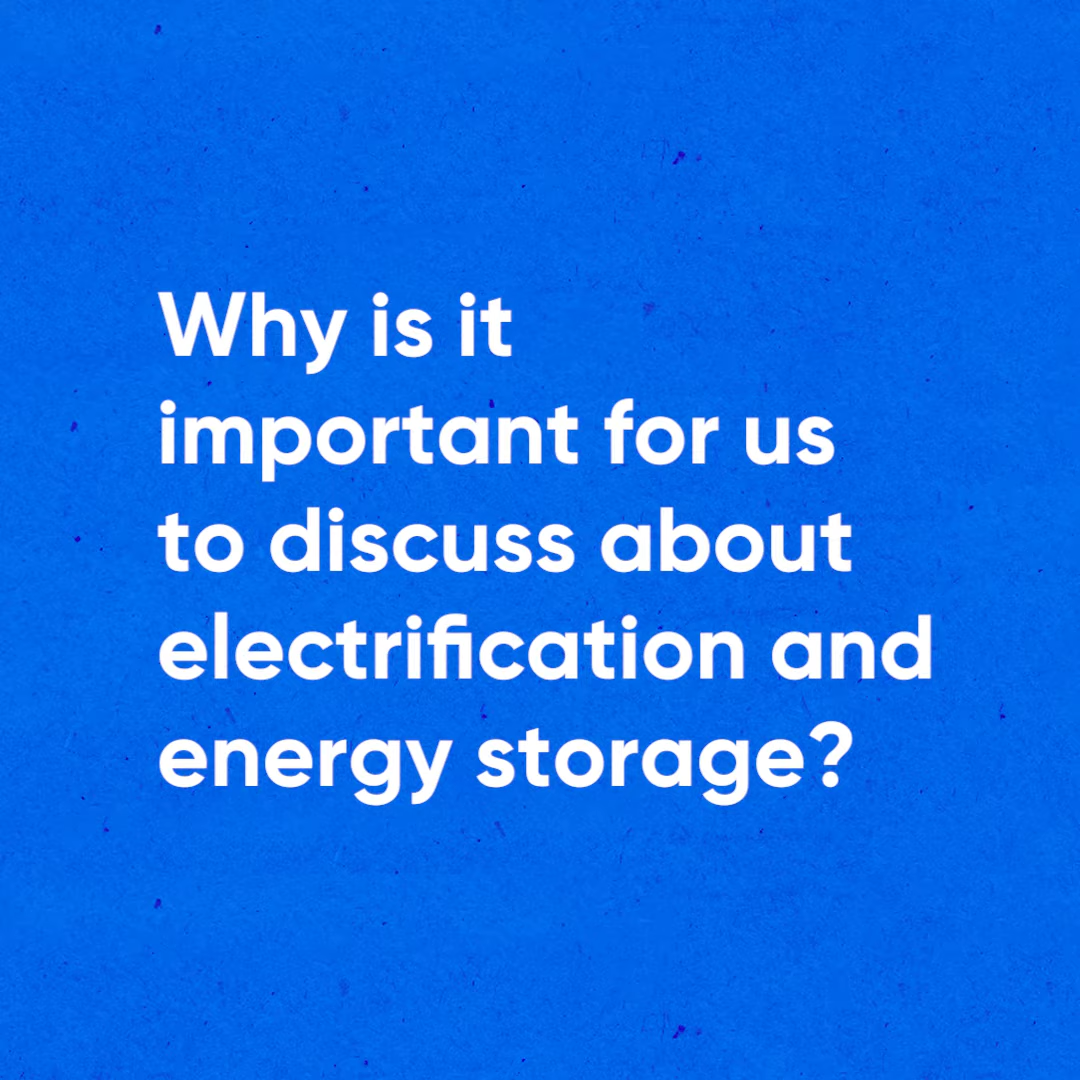 Why is it
important for us
to discuss about
electrification and
energy storage?